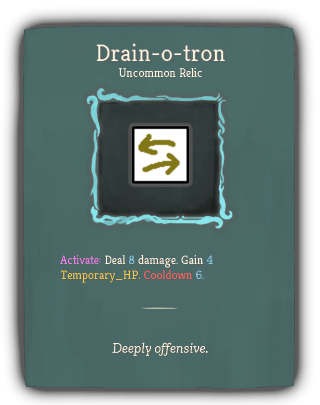 Drain-o-tron
Uncommon Relic
Activate: Deal 8 damage. Gain 4
Temporary_HP. Cooldown 6.
Deeply offensive.